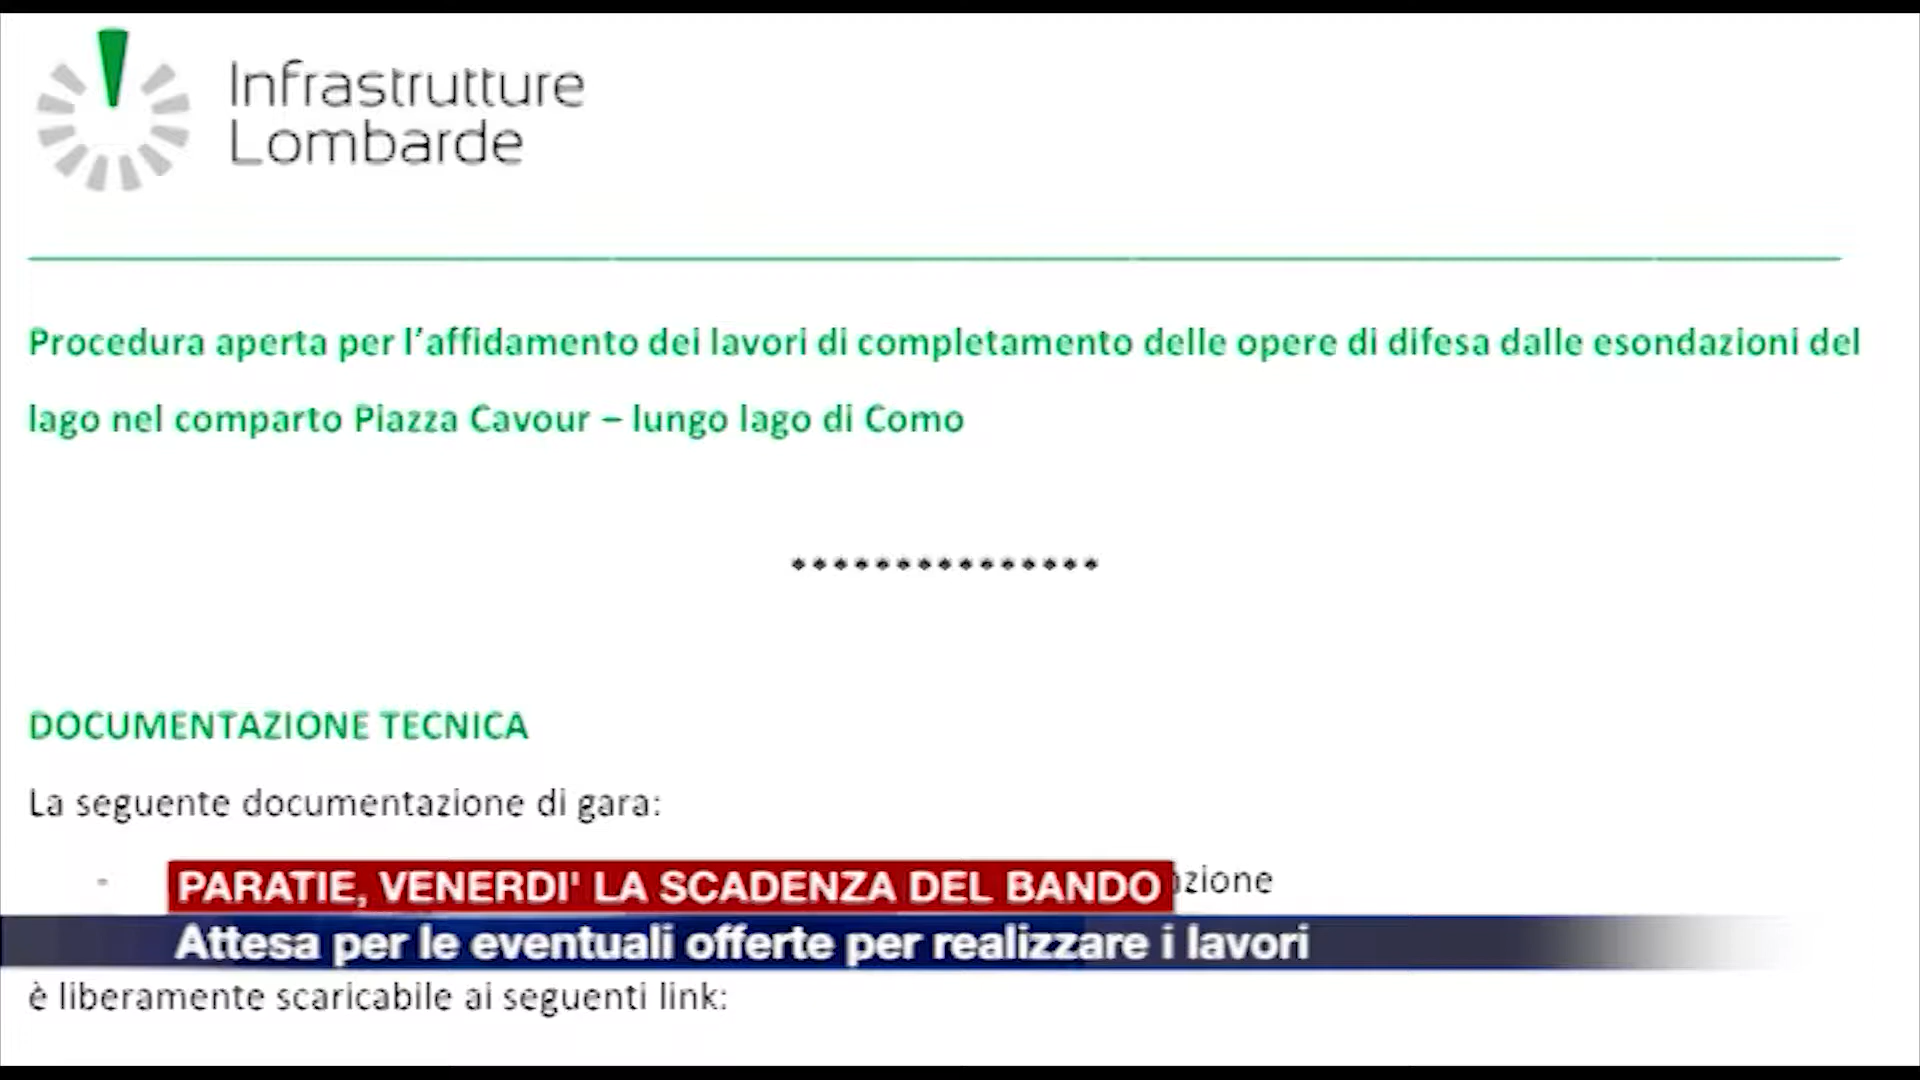 Infrastrutture
Lombarde
Procedura aperta per l'affidamento dei lavori di completamento delle opere di difesa dalle esondazioni del
lago nel comparto Piazza Cavour – lungo lago di Como
***************
DOCUMENTAZIONE TECNICA
La seguente documentazione di gara:
-
PARATIE, VENERDI' LA SCADENZA DEL BANDO
Attesa per le eventuali offerte per realizzare i lavori
è liberamente scaricabile ai seguenti link: